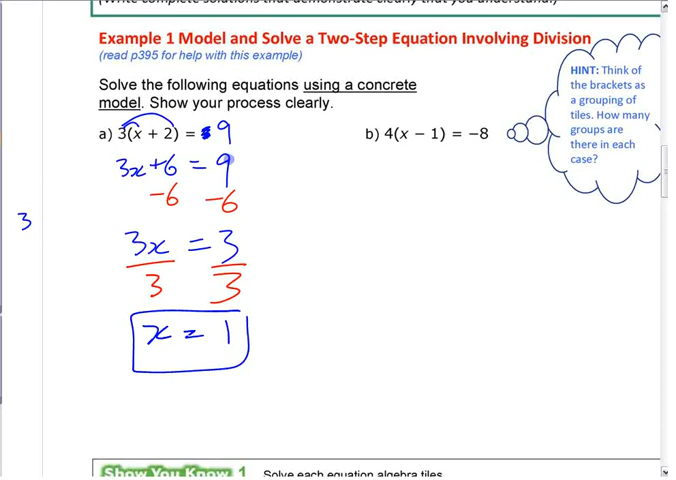 (Write complete solutions that demonstrate clearly that you understand.)
Example 1 Model and Solve a Two-Step Equation Involving Division
(read p395 for help with this example)
Solve the following equations using a concrete
model. Show your process clearly.
a) 3(x + 2) = 9
3x + 6 = 9
-6 -6
3x = 3
3 3
x = 1
3
b) 4(x − 1) = −8
HINT: Think of
the brackets as
a grouping of
tiles. How many
groups are
there in each
case?
Show You Know 1 Solve each equation algebra tiles